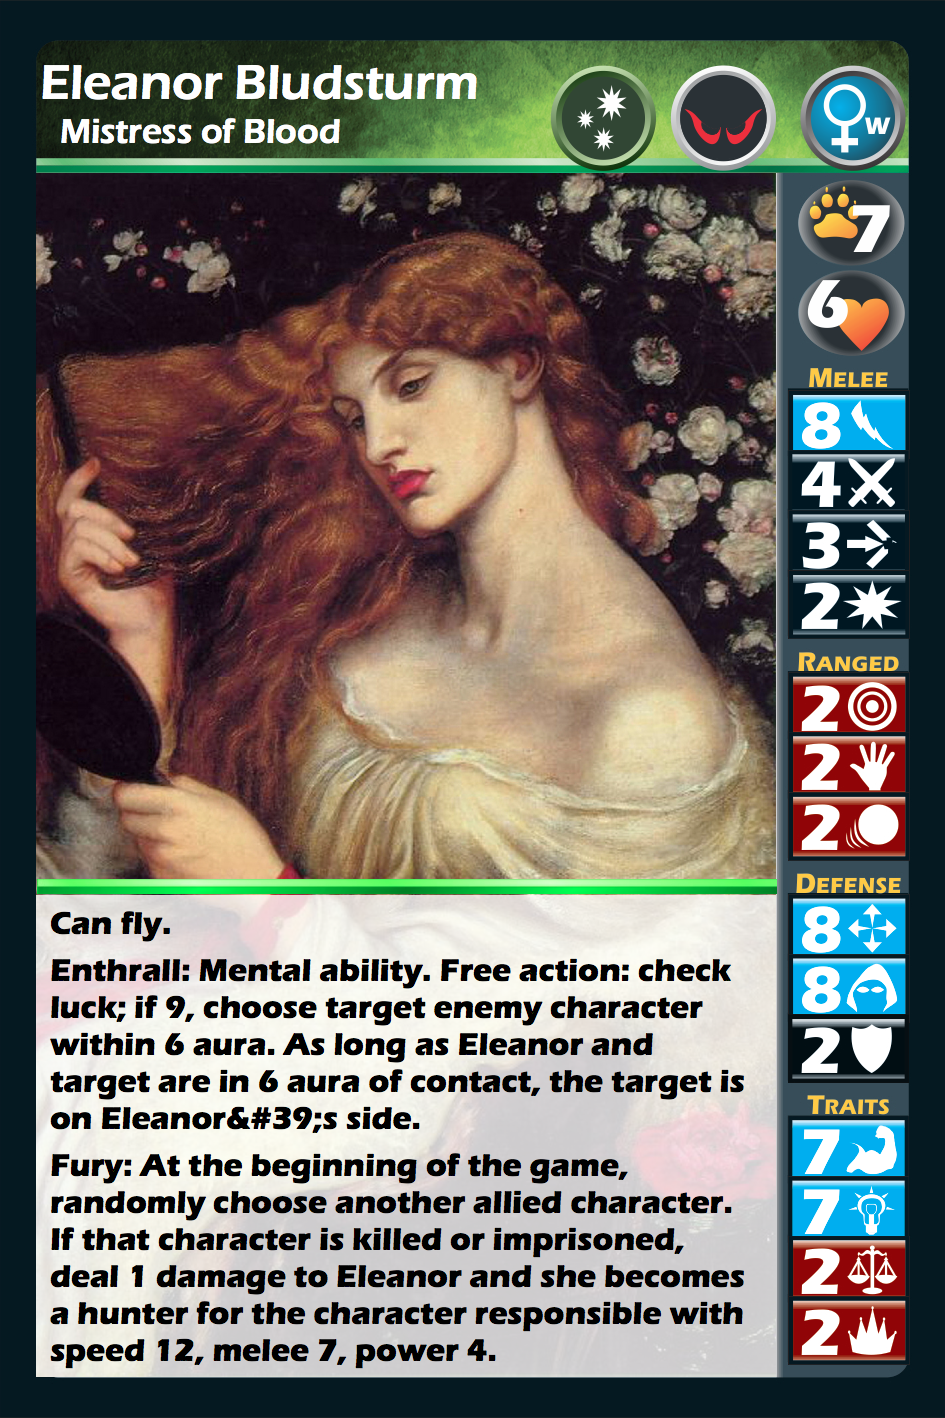 Eleanor Bludsturm
Mistress of Blood
W
7
6
MELEE
8
4
3
2
RANGED
2
2
2
DEFENSE
8
8
2
TRAITS
7
7
2
2
Can fly.
Enthrall: Mental ability. Free action: check
luck; if 9, choose target enemy character
within 6 aura. As long as Eleanor and
target are in 6 aura of contact, the target is
on Eleanor&#39;s side.
Fury: At the beginning of the game,
randomly choose another allied character.
If that character is killed or imprisoned,
deal 1 damage to Eleanor and she becomes
a hunter for the character responsible with
speed 12, melee 7, power 4.